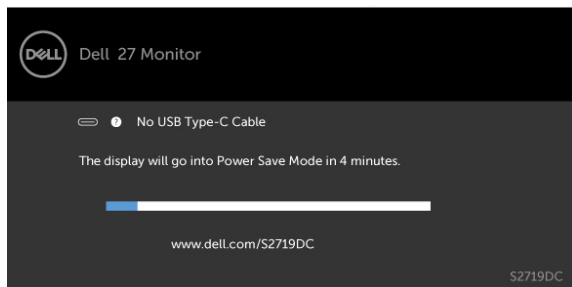 DELL
Dell 27 Monitor
? No USB Type-C Cable
The display will go into Power Save Mode in 4 minutes.
www.dell.com/S2719DC
S2719DC